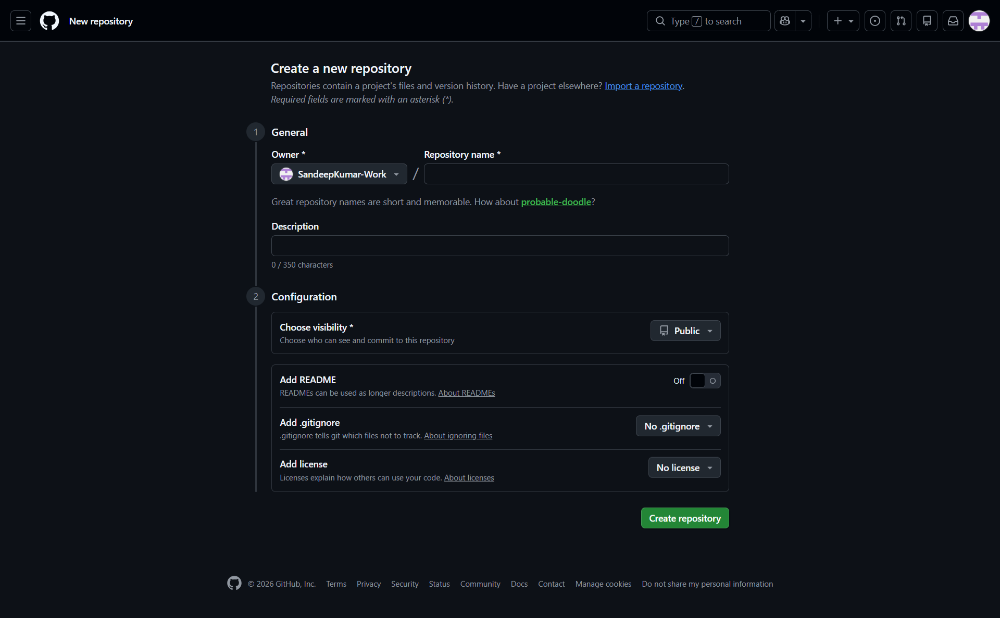 New repository
Type / to search
Create a new repository
Repositories contain a project's files and version history. Have a project elsewhere? Import a repository.
Required fields are marked with an asterisk (*).
1 General
Owner * Repository name *
SandeepKumar-Work /
Great repository names are short and memorable. How about probable-doodle?
Description
0 / 350 characters
2 Configuration
Choose visibility *
Choose who can see and commit to this repository
Public
Add README
READMEs can be used as longer descriptions. About READMEs
Off
Add .gitignore
.gitignore tells git which files not to track. About ignoring files
No .gitignore
Add license
Licenses explain how others can use your code. About licenses
No license
Create repository
© 2026 GitHub, Inc. Terms Privacy Security Status Community Docs Contact Manage cookies Do not share my personal information